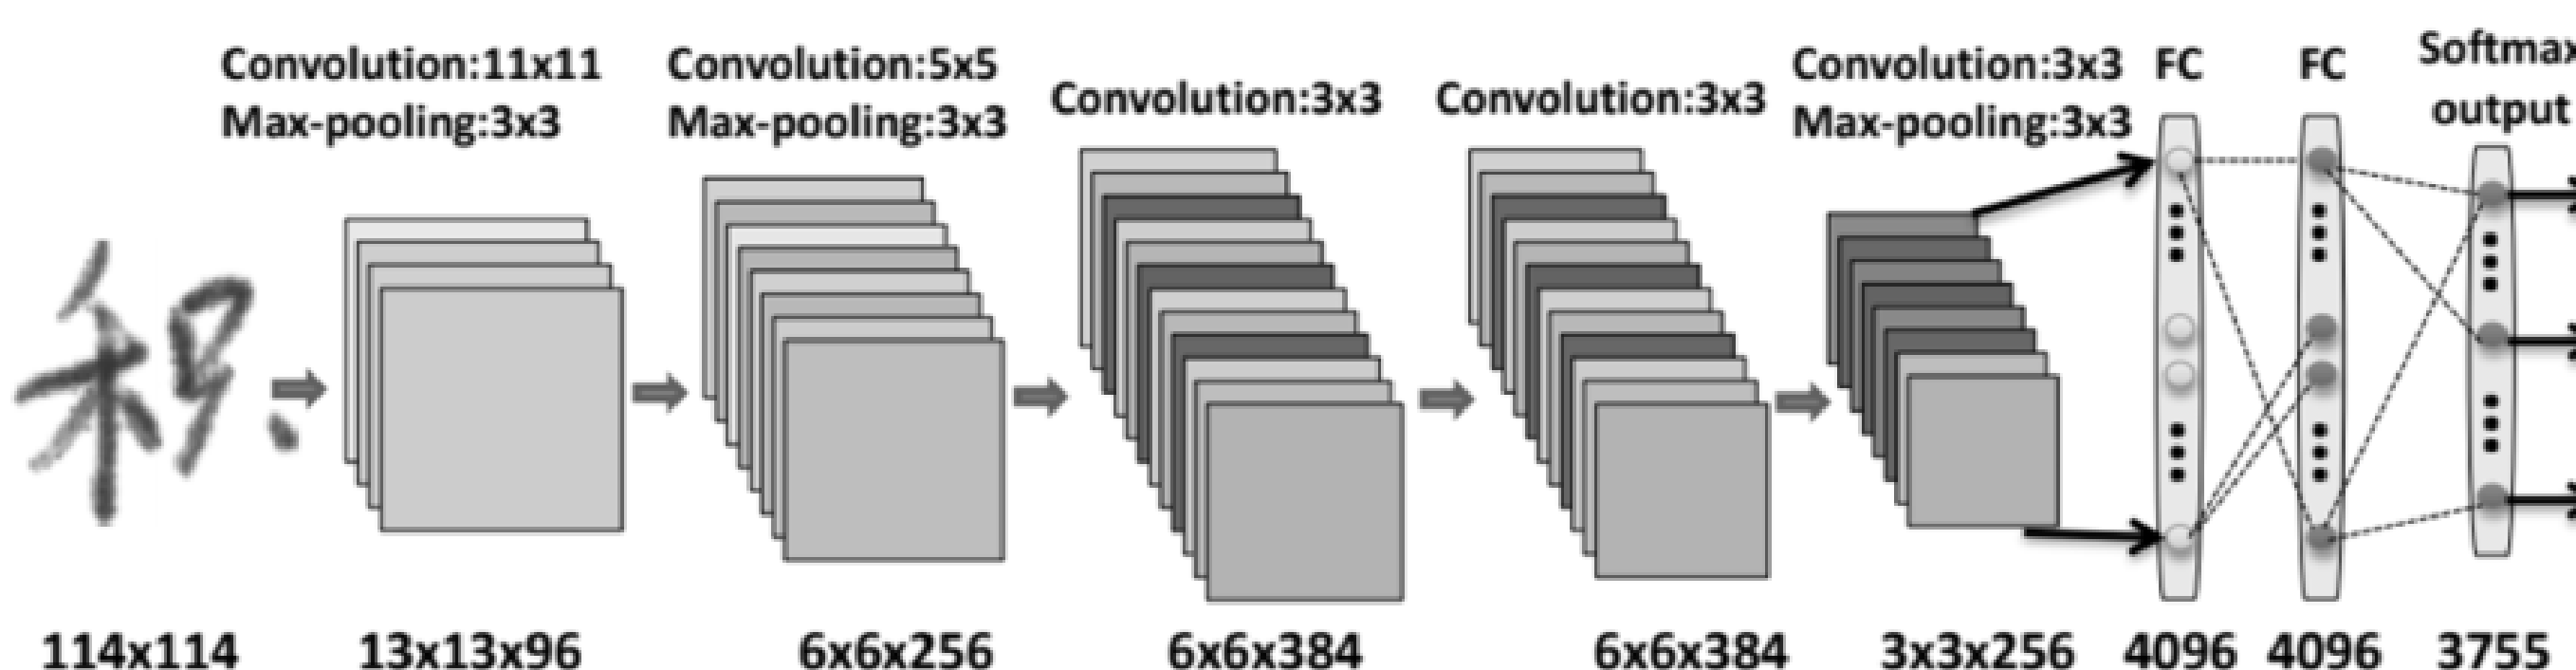 Convolution:11x11
Max-pooling:3x3
Convolution:5x5
Max-pooling:3x3
Convolution:3x3
Convolution:3x3
Convolution:3x3
Max-pooling:3x3
FC
FC
Softmax
output
积
114x114
13x13x96
6x6x256
6x6x384
6x6x384
3x3x256
4096
4096
3755